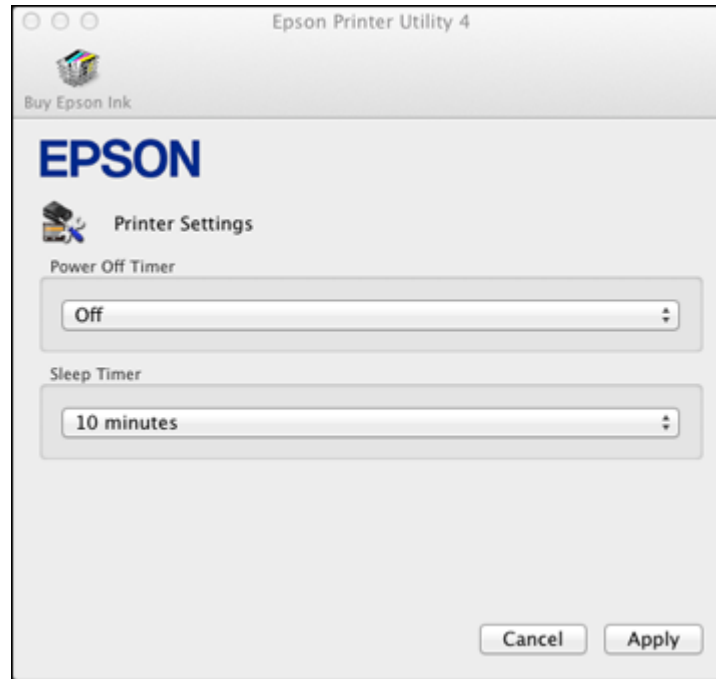 Epson Printer Utility 4
Buy Epson Ink
EPSON
Printer Settings
Power Off Timer
Off
Sleep Timer
10 minutes
Cancel Apply